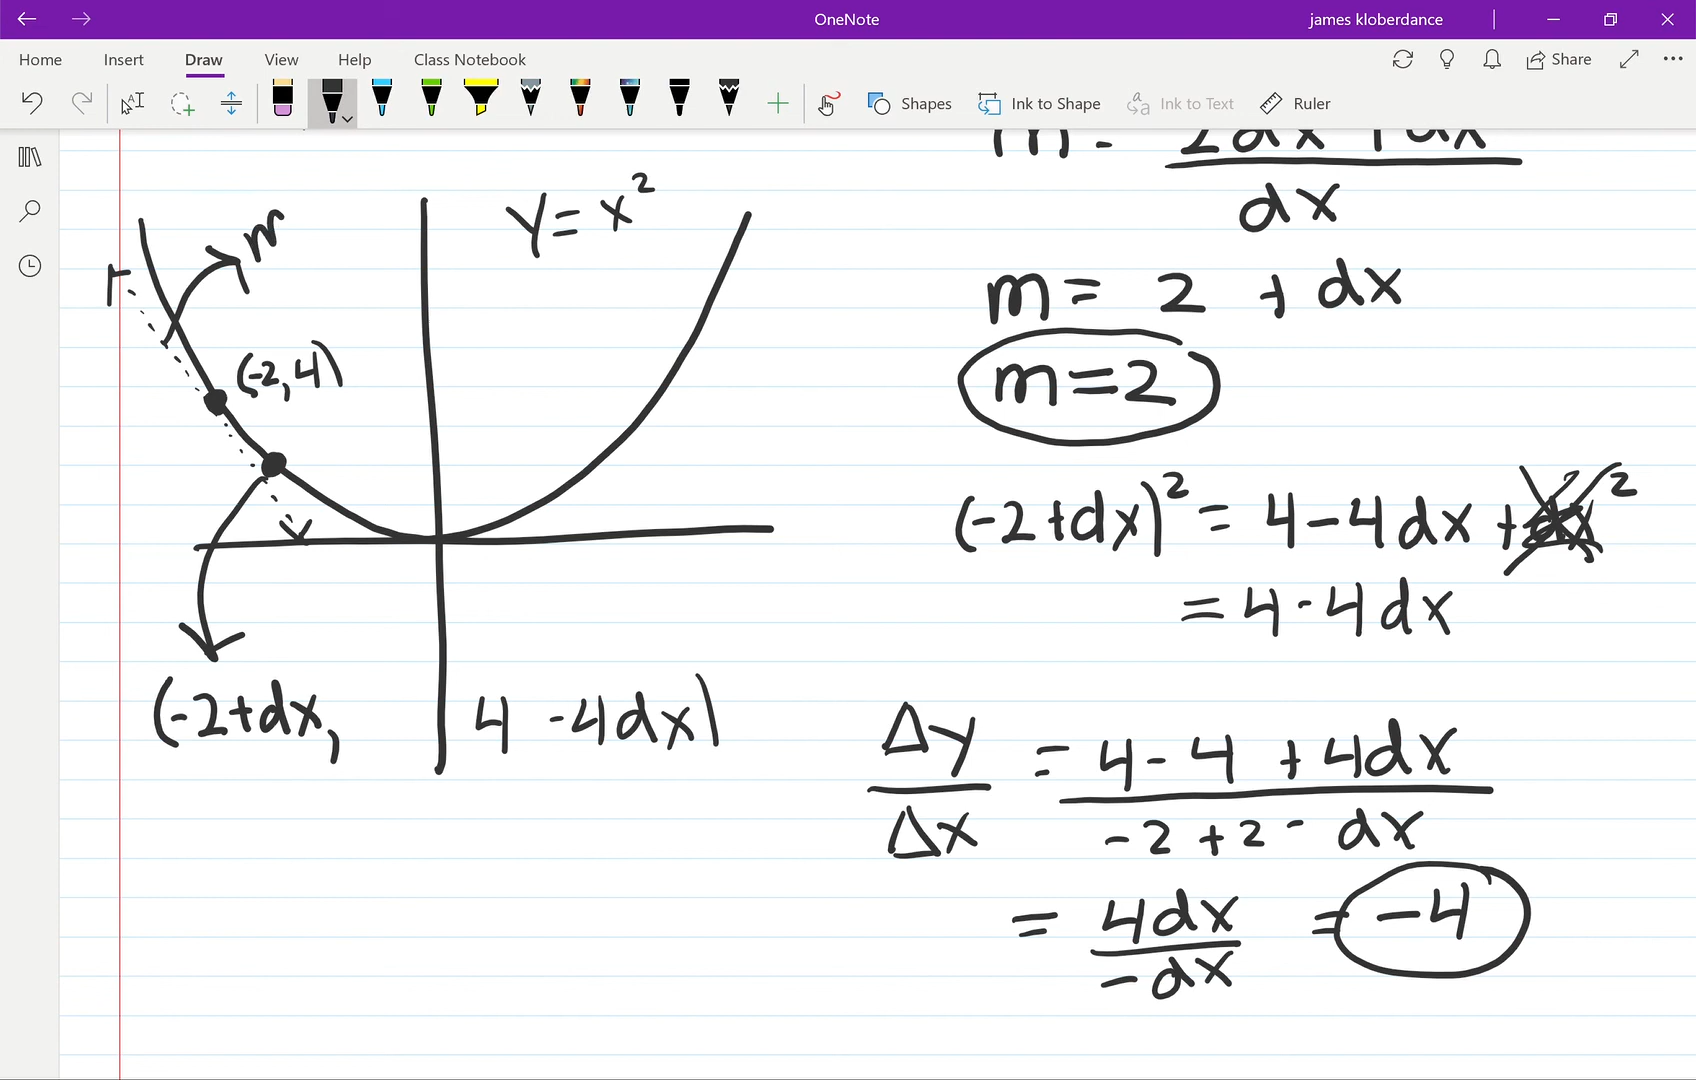 OneNote
james kloberdance
Home Insert Draw View Help Class Notebook
Share
Shapes
Ink to Shape
Ink to Text
Ruler
y = x²
m
(-2, 4)
(-2+dx, 4 -4dx)
dx
m = 2 + dx
m=2
(-2+dx)² = 4-4dx + dx²
= 4-4dx
Δy/Δx = (4-4+4dx)/(-2+2-dx)
= 4dx/-dx = -4